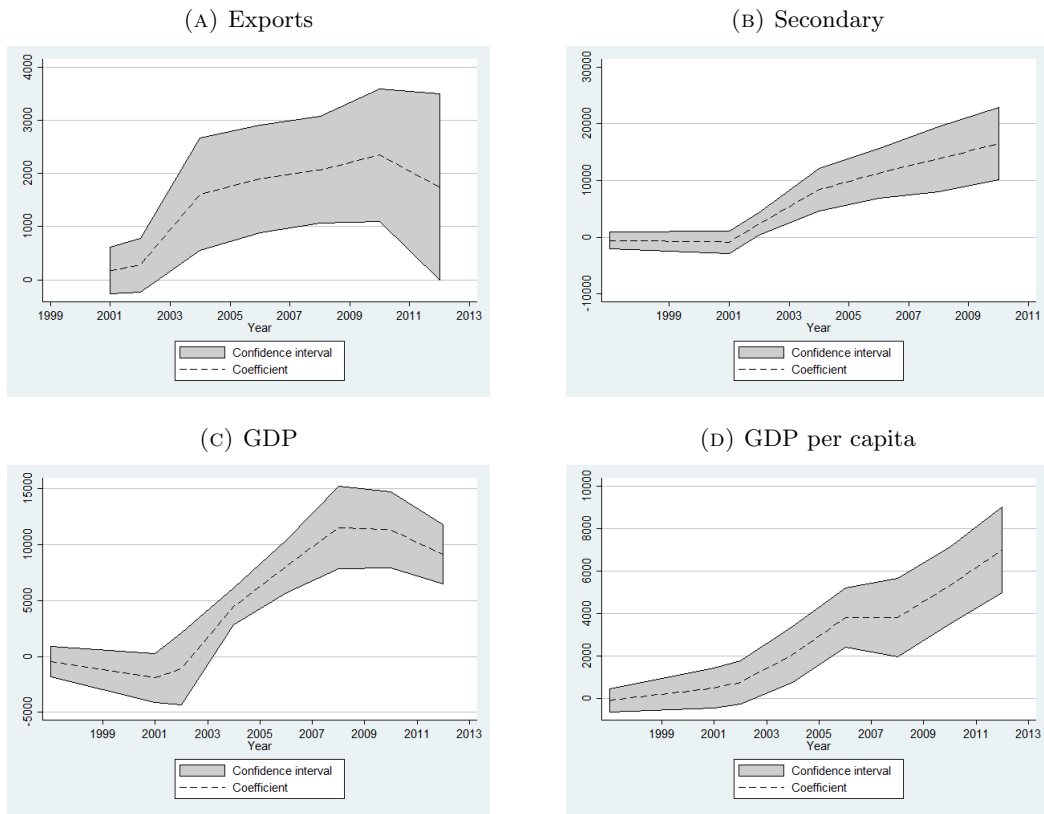 (A) Exports
4000
3000
2000
1000
0
1999 2001 2003 2005 2007 2009 2011 2013
Year
Confidence interval
Coefficient
(B) Secondary
30000
20000
10000
0
-10000
1999 2001 2003 2005 2007 2009 2011
Year
Confidence interval
Coefficient
(C) GDP
15000
10000
5000
0
-5000
1999 2001 2003 2005 2007 2009 2011 2013
Year
Confidence interval
Coefficient
(D) GDP per capita
10000
8000
6000
4000
2000
0
1999 2001 2003 2005 2007 2009 2011 2013
Year
Confidence interval
Coefficient